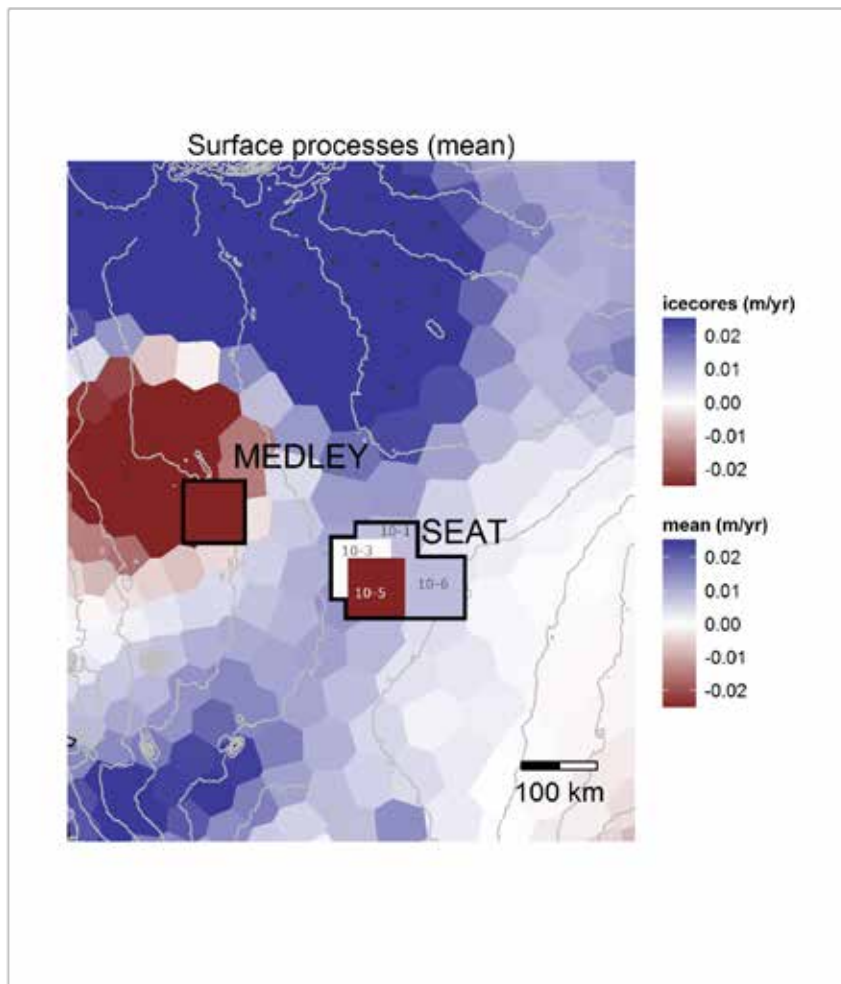 Surface processes (mean)
icecores (m/yr)
0.02
0.01
0.00
-0.01
-0.02
MEDLEY
SEAT
10-1
10-3
10-5
10-6
mean (m/yr)
0.02
0.01
0.00
-0.01
-0.02
100 km